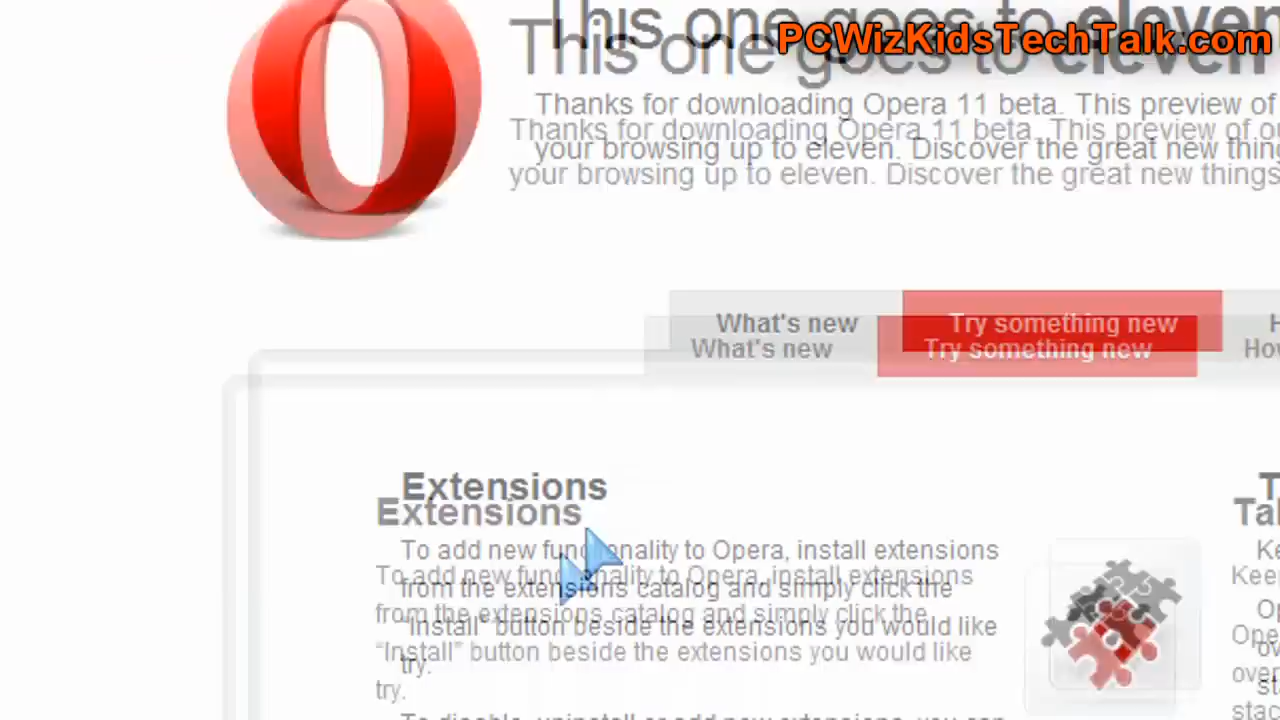 This one goes to eleven
PCWizKidsTechTalk.com
Thanks for downloading Opera 11 beta. This preview of
your browsing up to eleven. Discover the great new things
What's new
Try something new
Extensions
To add new functionality to Opera, install extensions
from the extensions catalog and simply click the
"Install" button beside the extensions you would like
try.